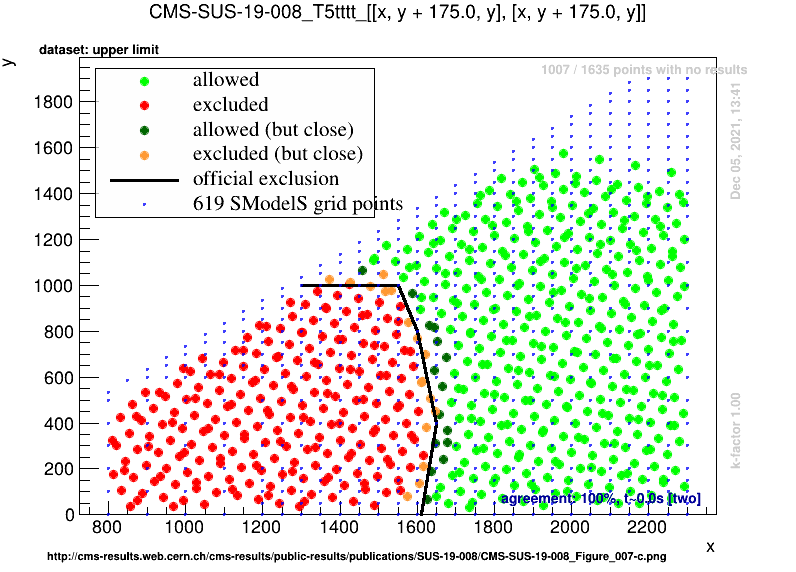 CMS-SUS-19-008_T5tttt_[[x, y + 175.0, y], [x, y + 175.0, y]]
dataset: upper limit
y
1007 / 1635 points with no results
allowed
excluded
allowed (but close)
excluded (but close)
official exclusion
619 SModelS grid points
Dec 05, 2021, 13:41
k-factor 1.00
1800
1600
1400
1200
1000
800
600
400
200
0
agreement: 100%, t~0.0s [two]
800
1000
1200
1400
1600
1800
2000
2200
x
http://cms-results.web.cern.ch/cms-results/public-results/publications/SUS-19-008/CMS-SUS-19-008_Figure_007-c.png